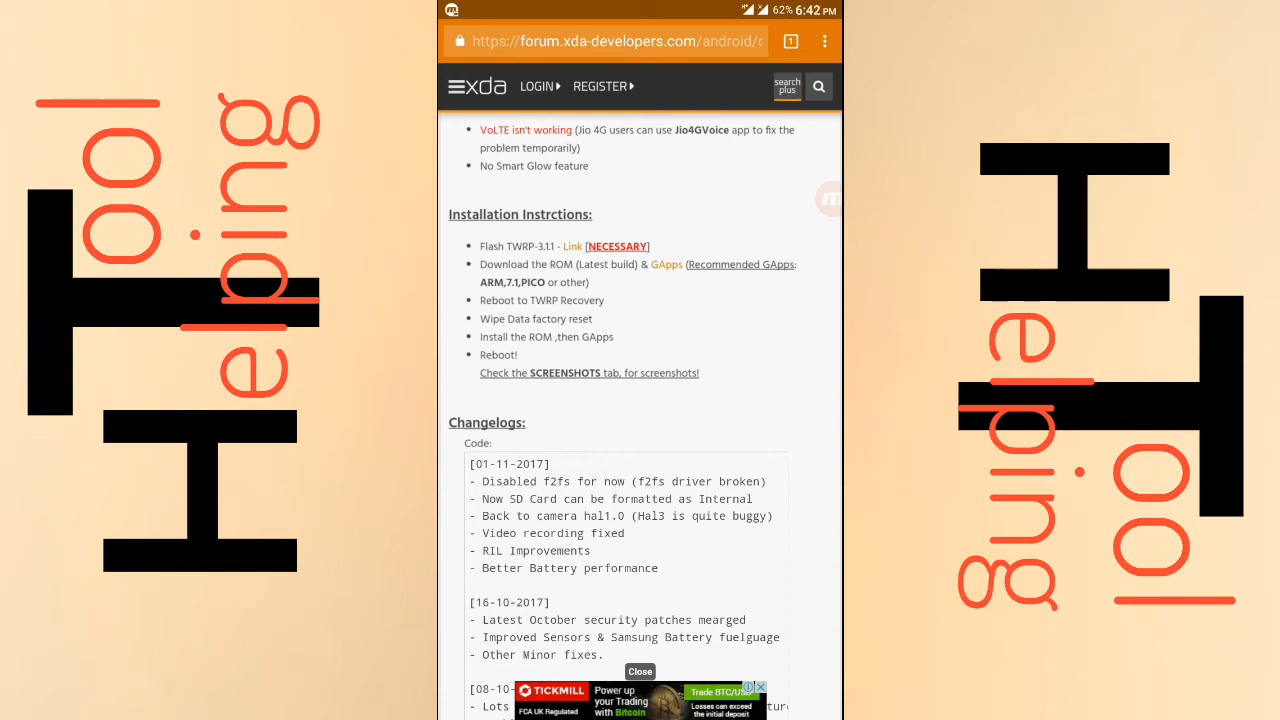 Helping
Tool
62% 6:42 PM
https://forum.xda-developers.com/android/
1
xda LOGIN REGISTER
search
plus
VoLTE isn't working (Jio 4G users can use Jio4GVoice app to fix the
problem temporarily)
No Smart Glow feature
Installation Instrctions:
Flash TWRP-3.1.1 - Link [NECESSARY]
Download the ROM (Latest build) & GApps (Recommended GApps:
ARM,7.1,PICO or other)
Reboot to TWRP Recovery
Wipe Data factory reset
Install the ROM ,then GApps
Reboot!
Check the SCREENSHOTS tab, for screenshots!
Changelogs:
Code:
[01-11-2017]
- Disabled f2fs for now (f2fs driver broken)
- Now SD Card can be formatted as Internal
- Back to camera hal1.0 (Hal3 is quite buggy)
- Video recording fixed
- RIL Improvements
- Better Battery performance
[16-10-2017]
- Latest October security patches mearged
- Improved Sensors & Samsung Battery fuelguage
- Other Minor fixes.
Close
[08-10-
- Lots
TICKMILL
FCA UK Regulated
Power up
your Trading
with Bitcoin
Trade BTC/USD
Losses can exceed
the initial deposit
Helping
Tool